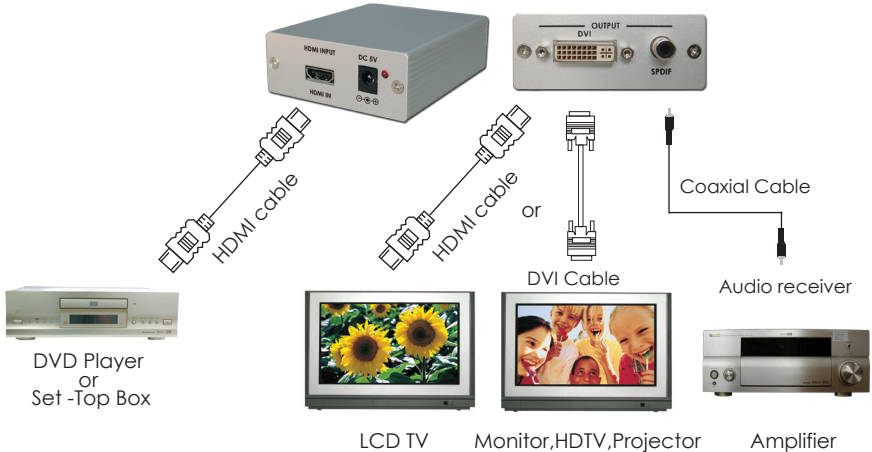 HDMI INPUT
DC 5V
HDMI IN
OUTPUT
DVI
SPDIF
HDMI cable
HDMI cable
or
DVI Cable
Coaxial Cable
Audio receiver
DVD Player
or
Set -Top Box
LCD TV
Monitor,HDTV,Projector
Amplifier